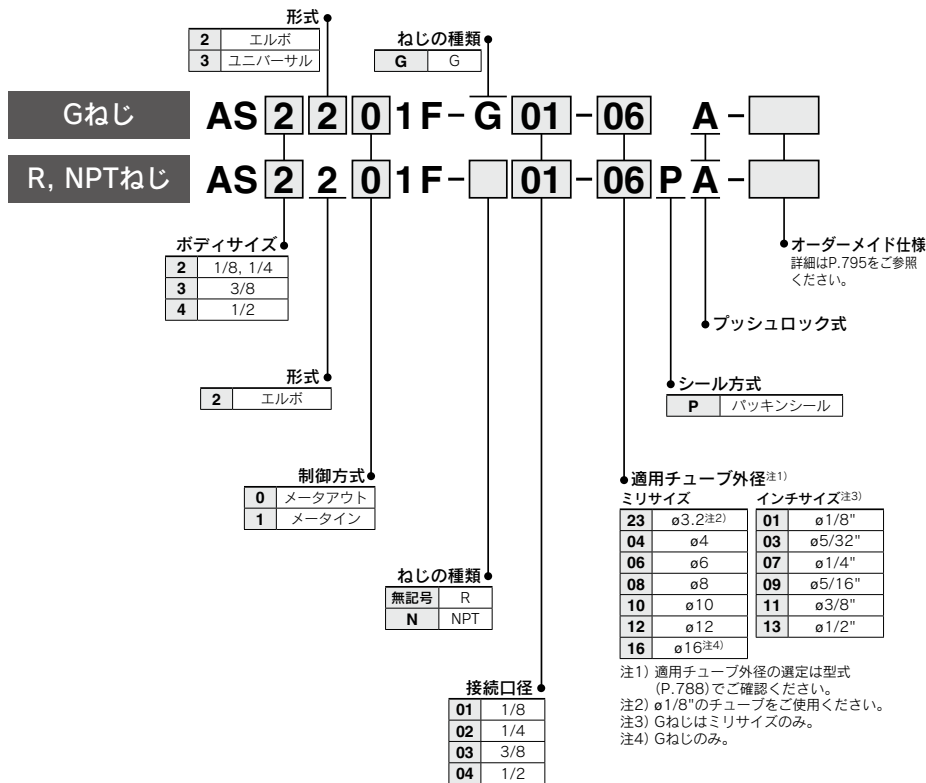 形式
2 エルボ
3 ユニバーサル
ねじの種類
G G
Gねじ AS 2 2 0 1F-G 01-06 A-
R, NPTねじ AS 2 2 0 1F- 01-06 P A-
ボディサイズ
2 1/8, 1/4
3 3/8
4 1/2
オーダーメイド仕様
詳細はP.795をご参照
ください。
プッシュロック式
形式
2 エルボ
シール方式
P パッキンシール
制御方式
0 メータアウト
1 メータイン
適用チューブ外径注1)
ミリサイズ
23 ø3.2注2)
04 ø4
06 ø6
08 ø8
10 ø10
12 ø12
16 ø16注4)
インチサイズ注3)
01 ø1/8"
03 ø5/32"
07 ø1/4"
09 ø5/16"
11 ø3/8"
13 ø1/2"
ねじの種類
無記号 R
N NPT
注1) 適用チューブ外径の選定は型式
(P.788)でご確認ください。
注2) ø1/8"のチューブをご使用ください。
注3) Gねじはミリサイズのみ。
注4) Gねじのみ。
接続口径
01 1/8
02 1/4
03 3/8
04 1/2